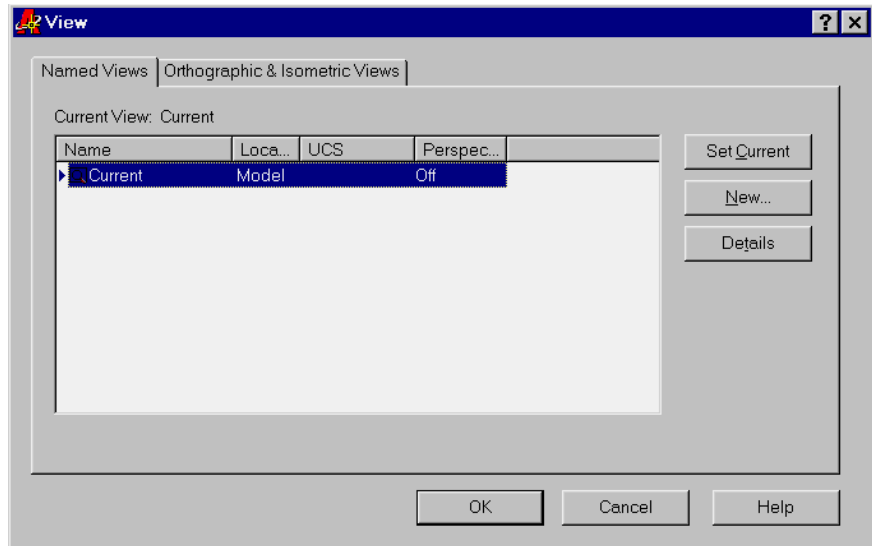 View
Named Views Orthographic & Isometric Views
Current View: Current
Name Loca... UCS Perspec...
Current Model Off
Set Current
New...
Details
OK Cancel Help